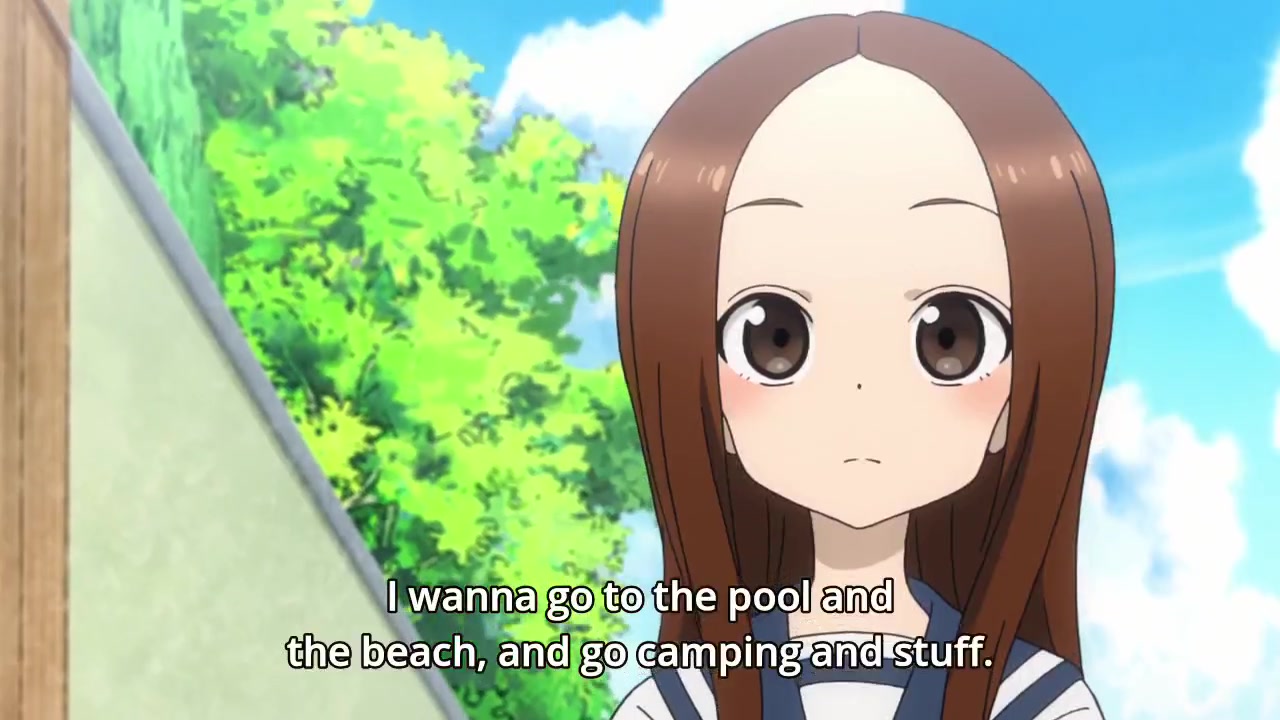 I wanna go to the pool and
the beach, and go camping and stuff.